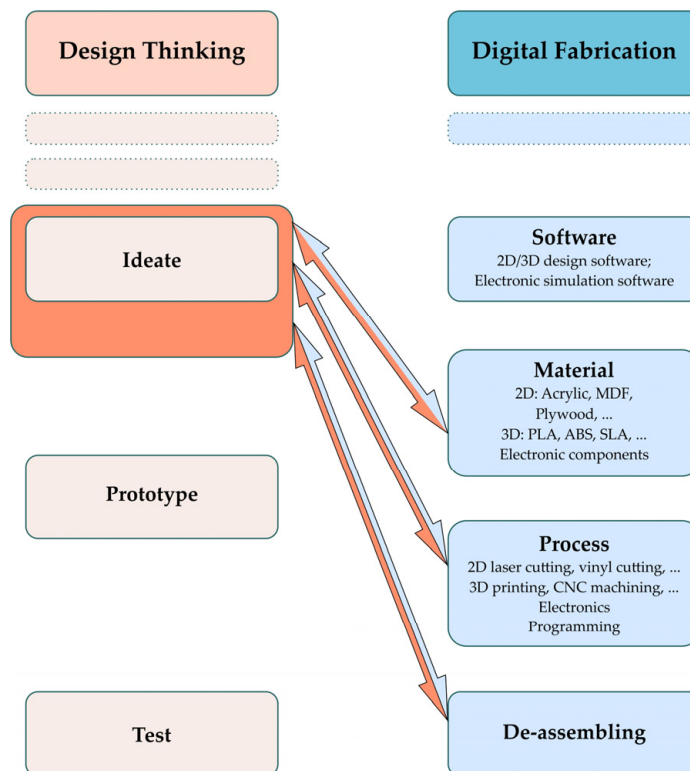 Design Thinking
Digital Fabrication
Ideate
Software
2D/3D design software;
Electronic simulation software
Material
2D: Acrylic, MDF,
Plywood, ...
3D: PLA, ABS, SLA, ...
Electronic components
Prototype
Process
2D laser cutting, vinyl cutting, ...
3D printing, CNC machining, ...
Electronics
Programming
Test
De-assembling